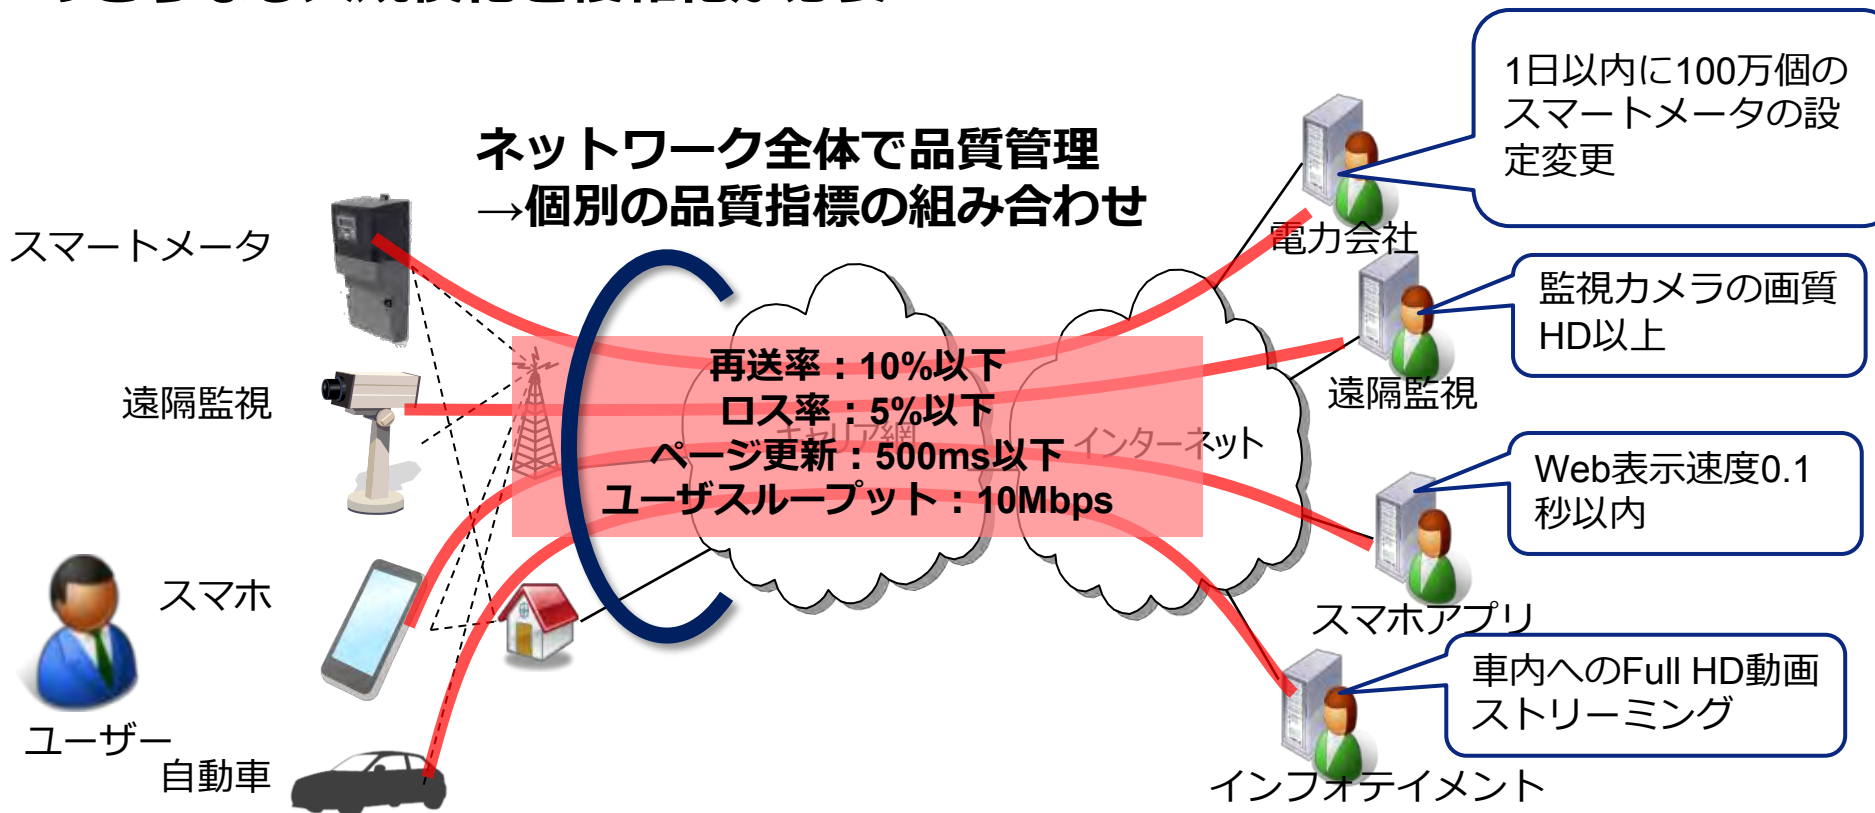 ネットワーク全体で品質管理
→個別の品質指標の組み合わせ
1日以内に100万個の
スマートメータの設
定変更
スマートメータ
電力会社
監視カメラの画質
HD以上
再送率：10%以下
ロス率：5%以下
キャリア網
インターネット
ページ更新：500ms以下
ユーザスループット：10Mbps
遠隔監視
遠隔監視
Web表示速度0.1
秒以内
スマホ
スマホアプリ
車内へのFull HD動画
ストリーミング
ユーザー
自動車
インフォテイメント